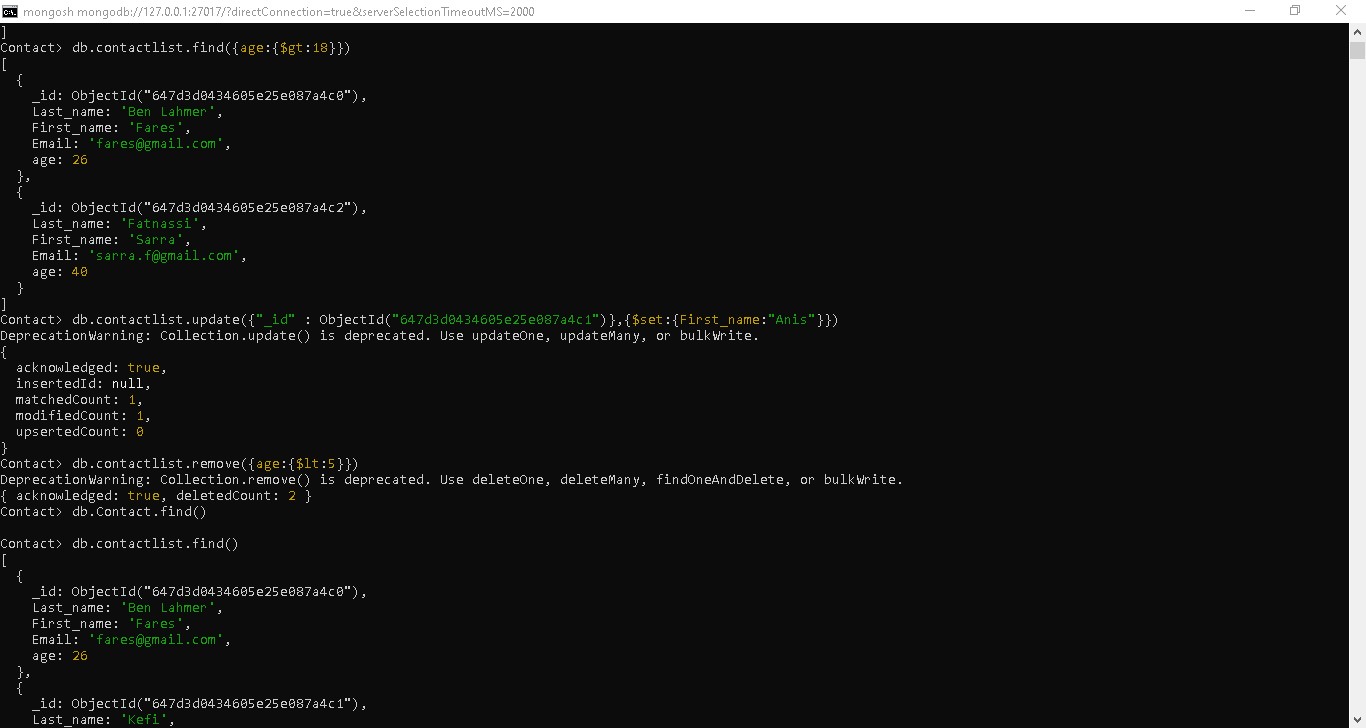 mongosh mongodb://127.0.0.1:27017/?directConnection=true&serverSelectionTimeoutMS=2000
]
Contact> db.contactlist.find({age:{$gt:18}})
[
  {
    _id: ObjectId("647d3d0434605e25e087a4c0"),
    Last_name: 'Ben Lahmer',
    First_name: 'Fares',
    Email: 'fares@gmail.com',
    age: 26
  },
  {
    _id: ObjectId("647d3d0434605e25e087a4c2"),
    Last_name: 'Fatnassi',
    First_name: 'Sarra',
    Email: 'sarra.f@gmail.com',
    age: 40
  }
]
Contact> db.contactlist.update({"_id" : ObjectId("647d3d0434605e25e087a4c1")},{$set:{First_name:"Anis"}})
DeprecationWarning: Collection.update() is deprecated. Use updateOne, updateMany, or bulkWrite.
{
  acknowledged: true,
  insertedId: null,
  matchedCount: 1,
  modifiedCount: 1,
  upsertedCount: 0
}
Contact> db.contactlist.remove({age:{$lt:5}})
DeprecationWarning: Collection.remove() is deprecated. Use deleteOne, deleteMany, findOneAndDelete, or bulkWrite.
{ acknowledged: true, deletedCount: 2 }
Contact> db.Contact.find()

Contact> db.contactlist.find()
[
  {
    _id: ObjectId("647d3d0434605e25e087a4c0"),
    Last_name: 'Ben Lahmer',
    First_name: 'Fares',
    Email: 'fares@gmail.com',
    age: 26
  },
  {
    _id: ObjectId("647d3d0434605e25e087a4c1"),
    Last_name: 'Kefi',